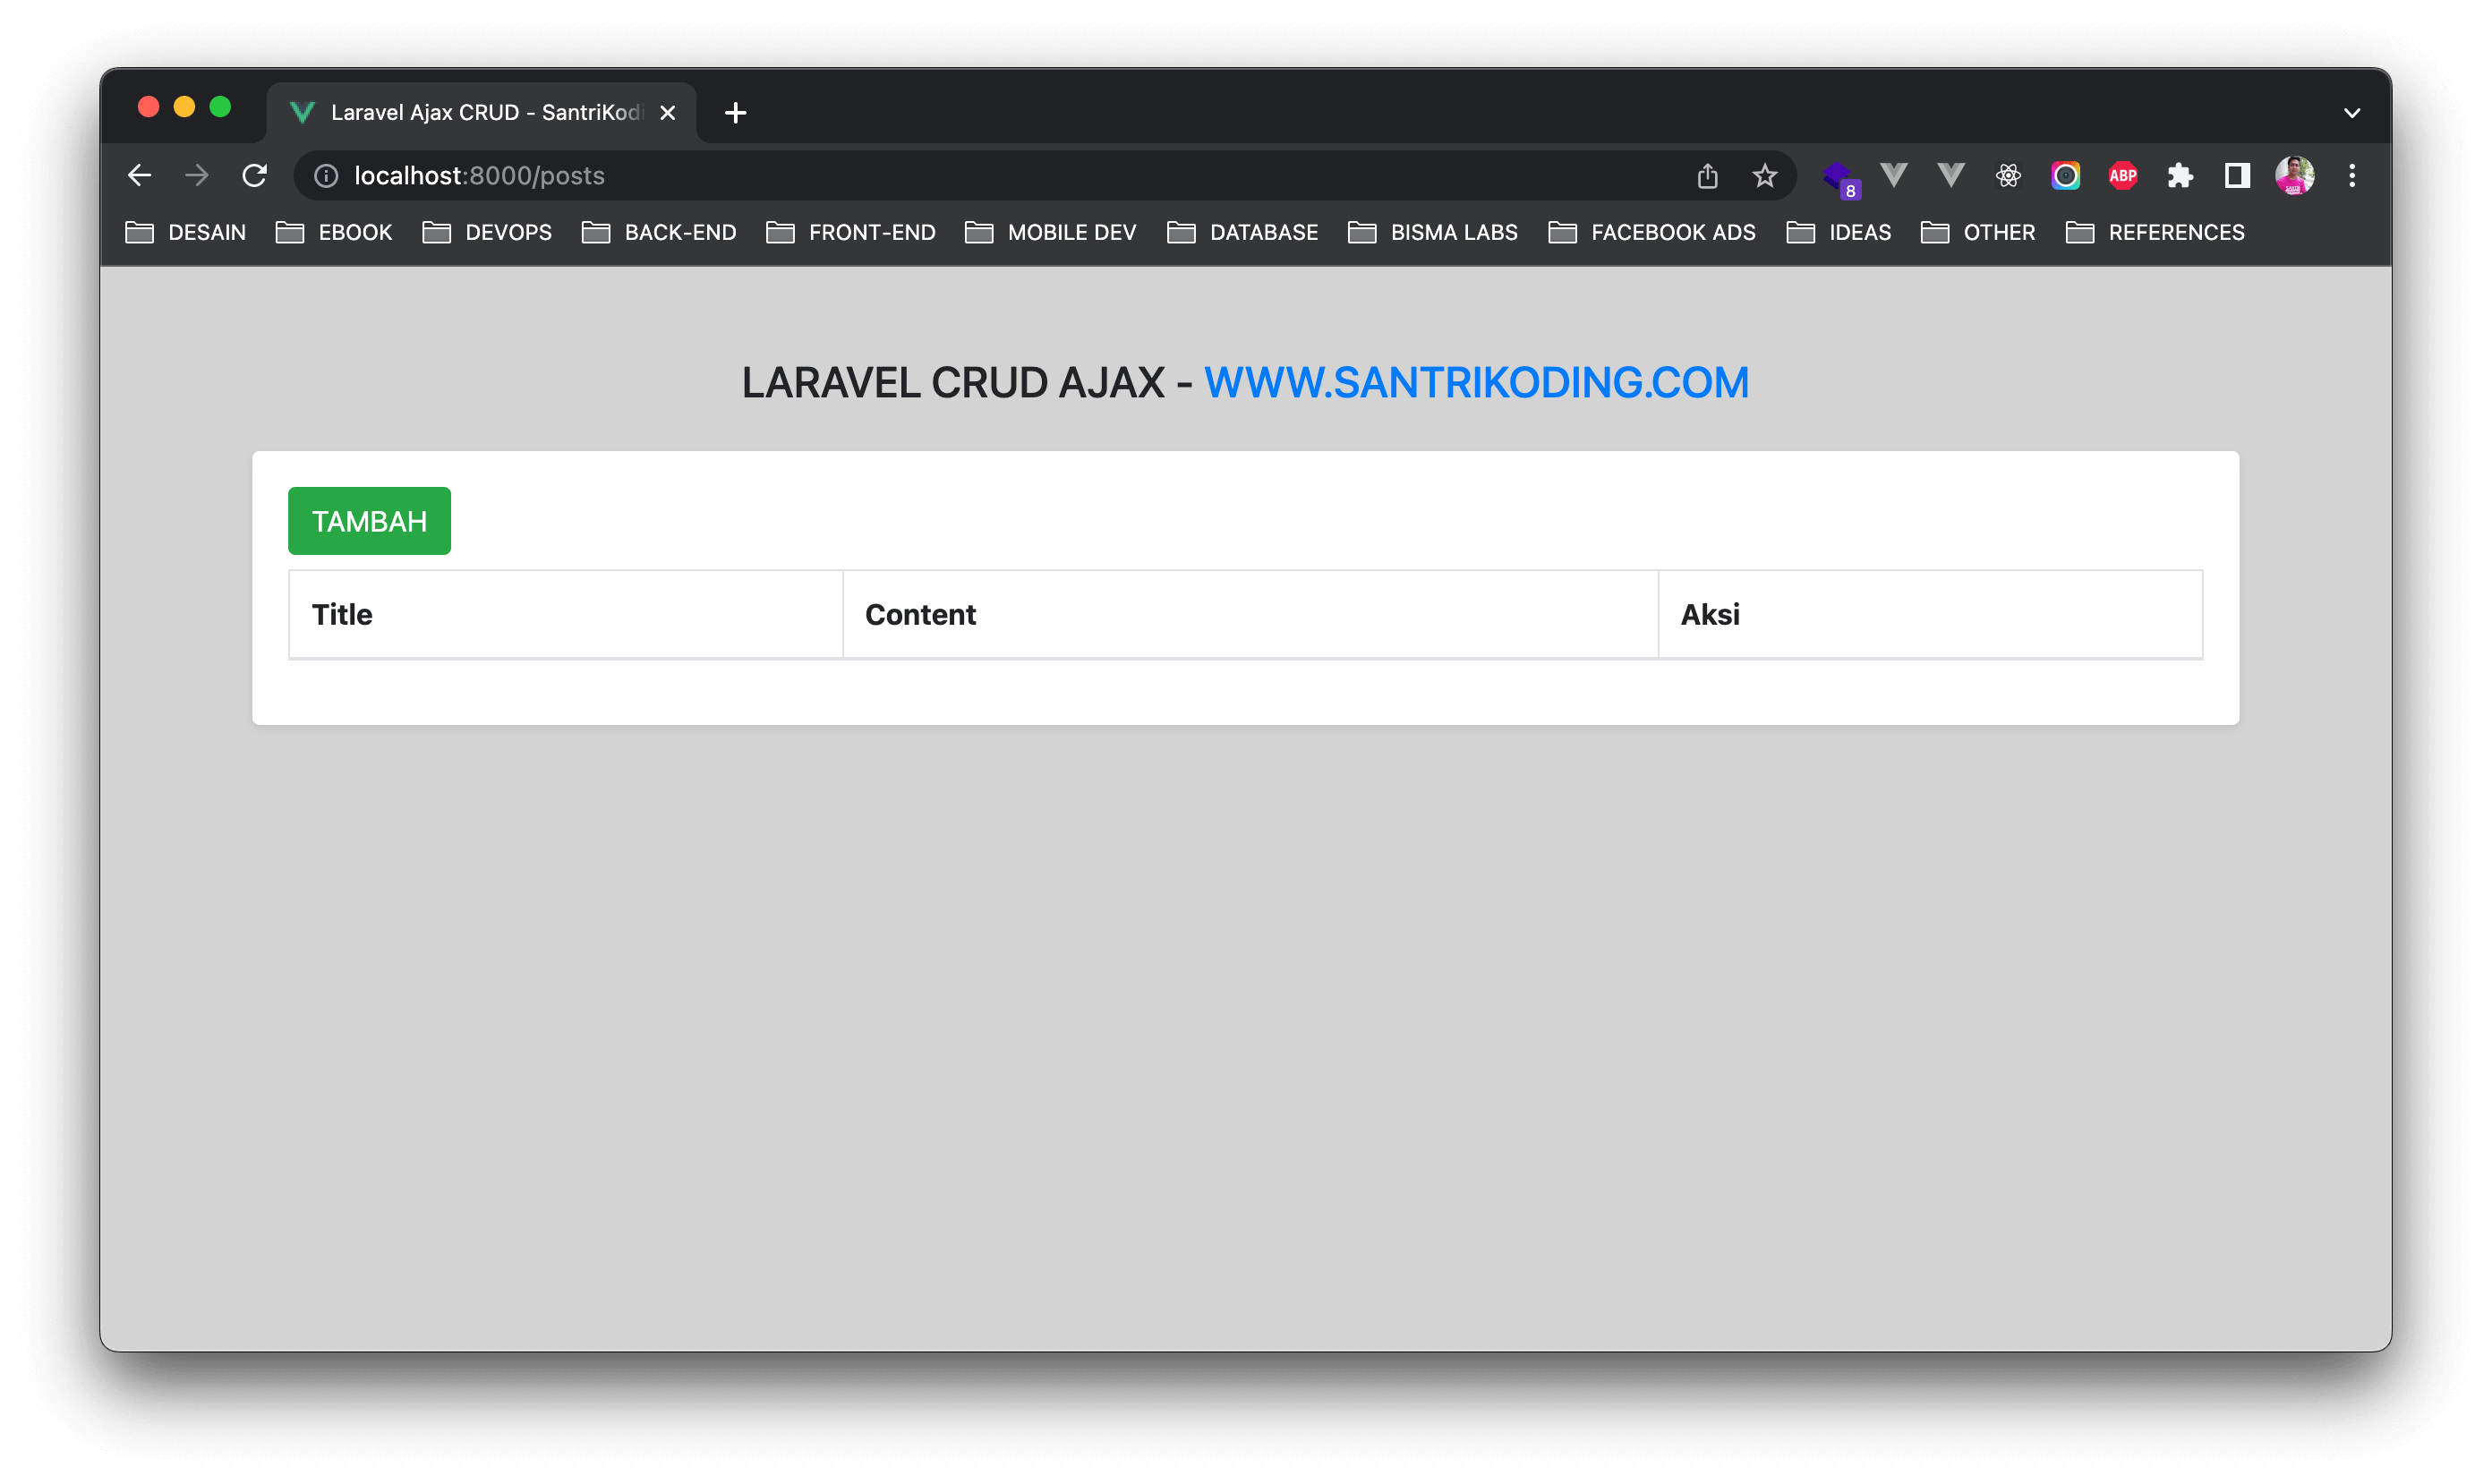 Laravel Ajax CRUD - SantriKodi
localhost:8000/posts
8
ABP
DESAIN EBOOK DEVOPS BACK-END FRONT-END MOBILE DEV DATABASE BISMA LABS FACEBOOK ADS IDEAS OTHER REFERENCES
LARAVEL CRUD AJAX - WWW.SANTRIKODING.COM
TAMBAH
Title Content Aksi